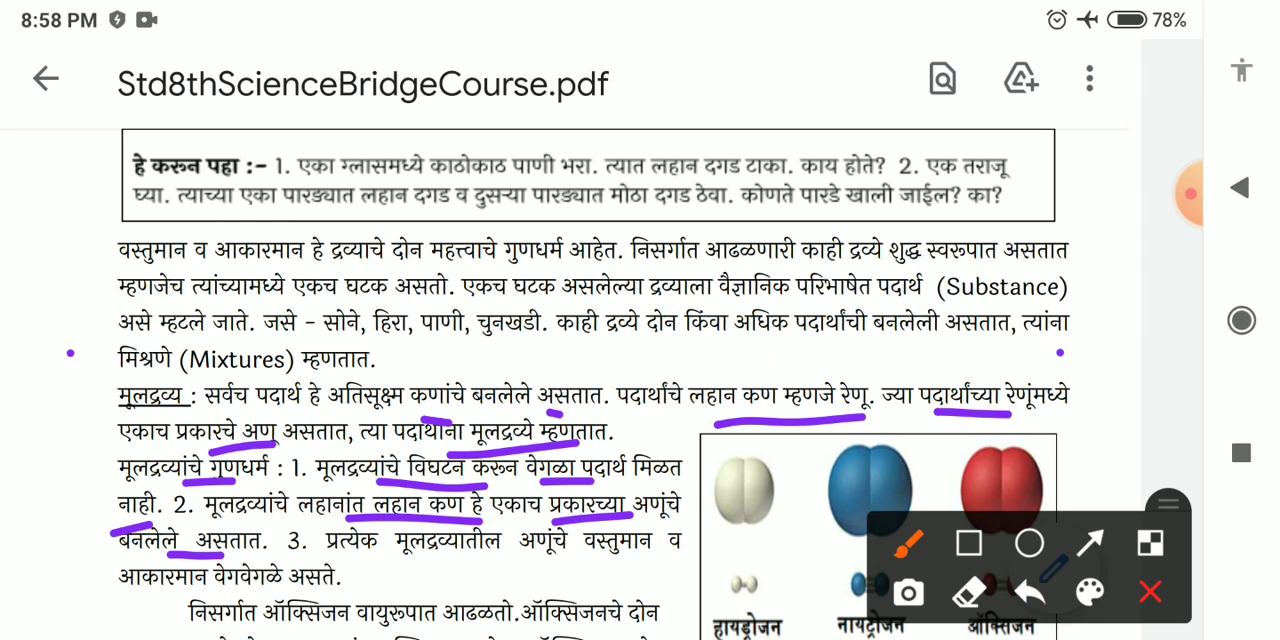 8:58 PM
78%
Std8thScienceBridgeCourse.pdf
हे करून पहा :- 1. एका ग्लासमध्ये काठोकाठ पाणी भरा. त्यात लहान दगड टाका. काय होते? 2. एक तराजू
घ्या. त्याच्या एका पारड्यात लहान दगड व दुसऱ्या पारड्यात मोठा दगड ठेवा. कोणते पारडे खाली जाईल? का?
वस्तुमान व आकारमान हे द्रव्याचे दोन महत्त्वाचे गुणधर्म आहेत. निसर्गात आढळणारी काही द्रव्ये शुद्ध स्वरूपात असतात
म्हणजेच त्यांच्यामध्ये एकच घटक असतो. एकच घटक असलेल्या द्रव्याला वैज्ञानिक परिभाषेत पदार्थ (Substance)
असे म्हटले जाते. जसे - सोने, हिरा, पाणी, चुनखडी. काही द्रव्ये दोन किंवा अधिक पदार्थांची बनलेली असतात, त्यांना
मिश्रणे (Mixtures) म्हणतात.
मूलद्रव्य : सर्वच पदार्थ हे अतिसूक्ष्म कणांचे बनलेले असतात. पदार्थाचे लहान कण म्हणजे रेणू. ज्या पदार्थांच्या रेणूंमध्ये
एकाच प्रकारचे अणू असतात, त्या पदार्थांना मूलद्रव्ये म्हणतात.
मूलद्रव्यांचे गुणधर्म : 1. मूलद्रव्यांचे विघटन करून वेगळा पदार्थ मिळत
नाही. 2. मूलद्रव्यांचे लहानांत लहान कण हे एकाच प्रकारच्या अणूंचे
बनलेले असतात. 3. प्रत्येक मूलद्रव्यातील अणूंचे वस्तुमान व
आकारमान वेगवेगळे असते.
निसर्गात ऑक्सिजन वायुरूपात आढळतो.ऑक्सिजनचे दोन
हायड्रोजन
नायट्रोजन
ऑक्सिजन